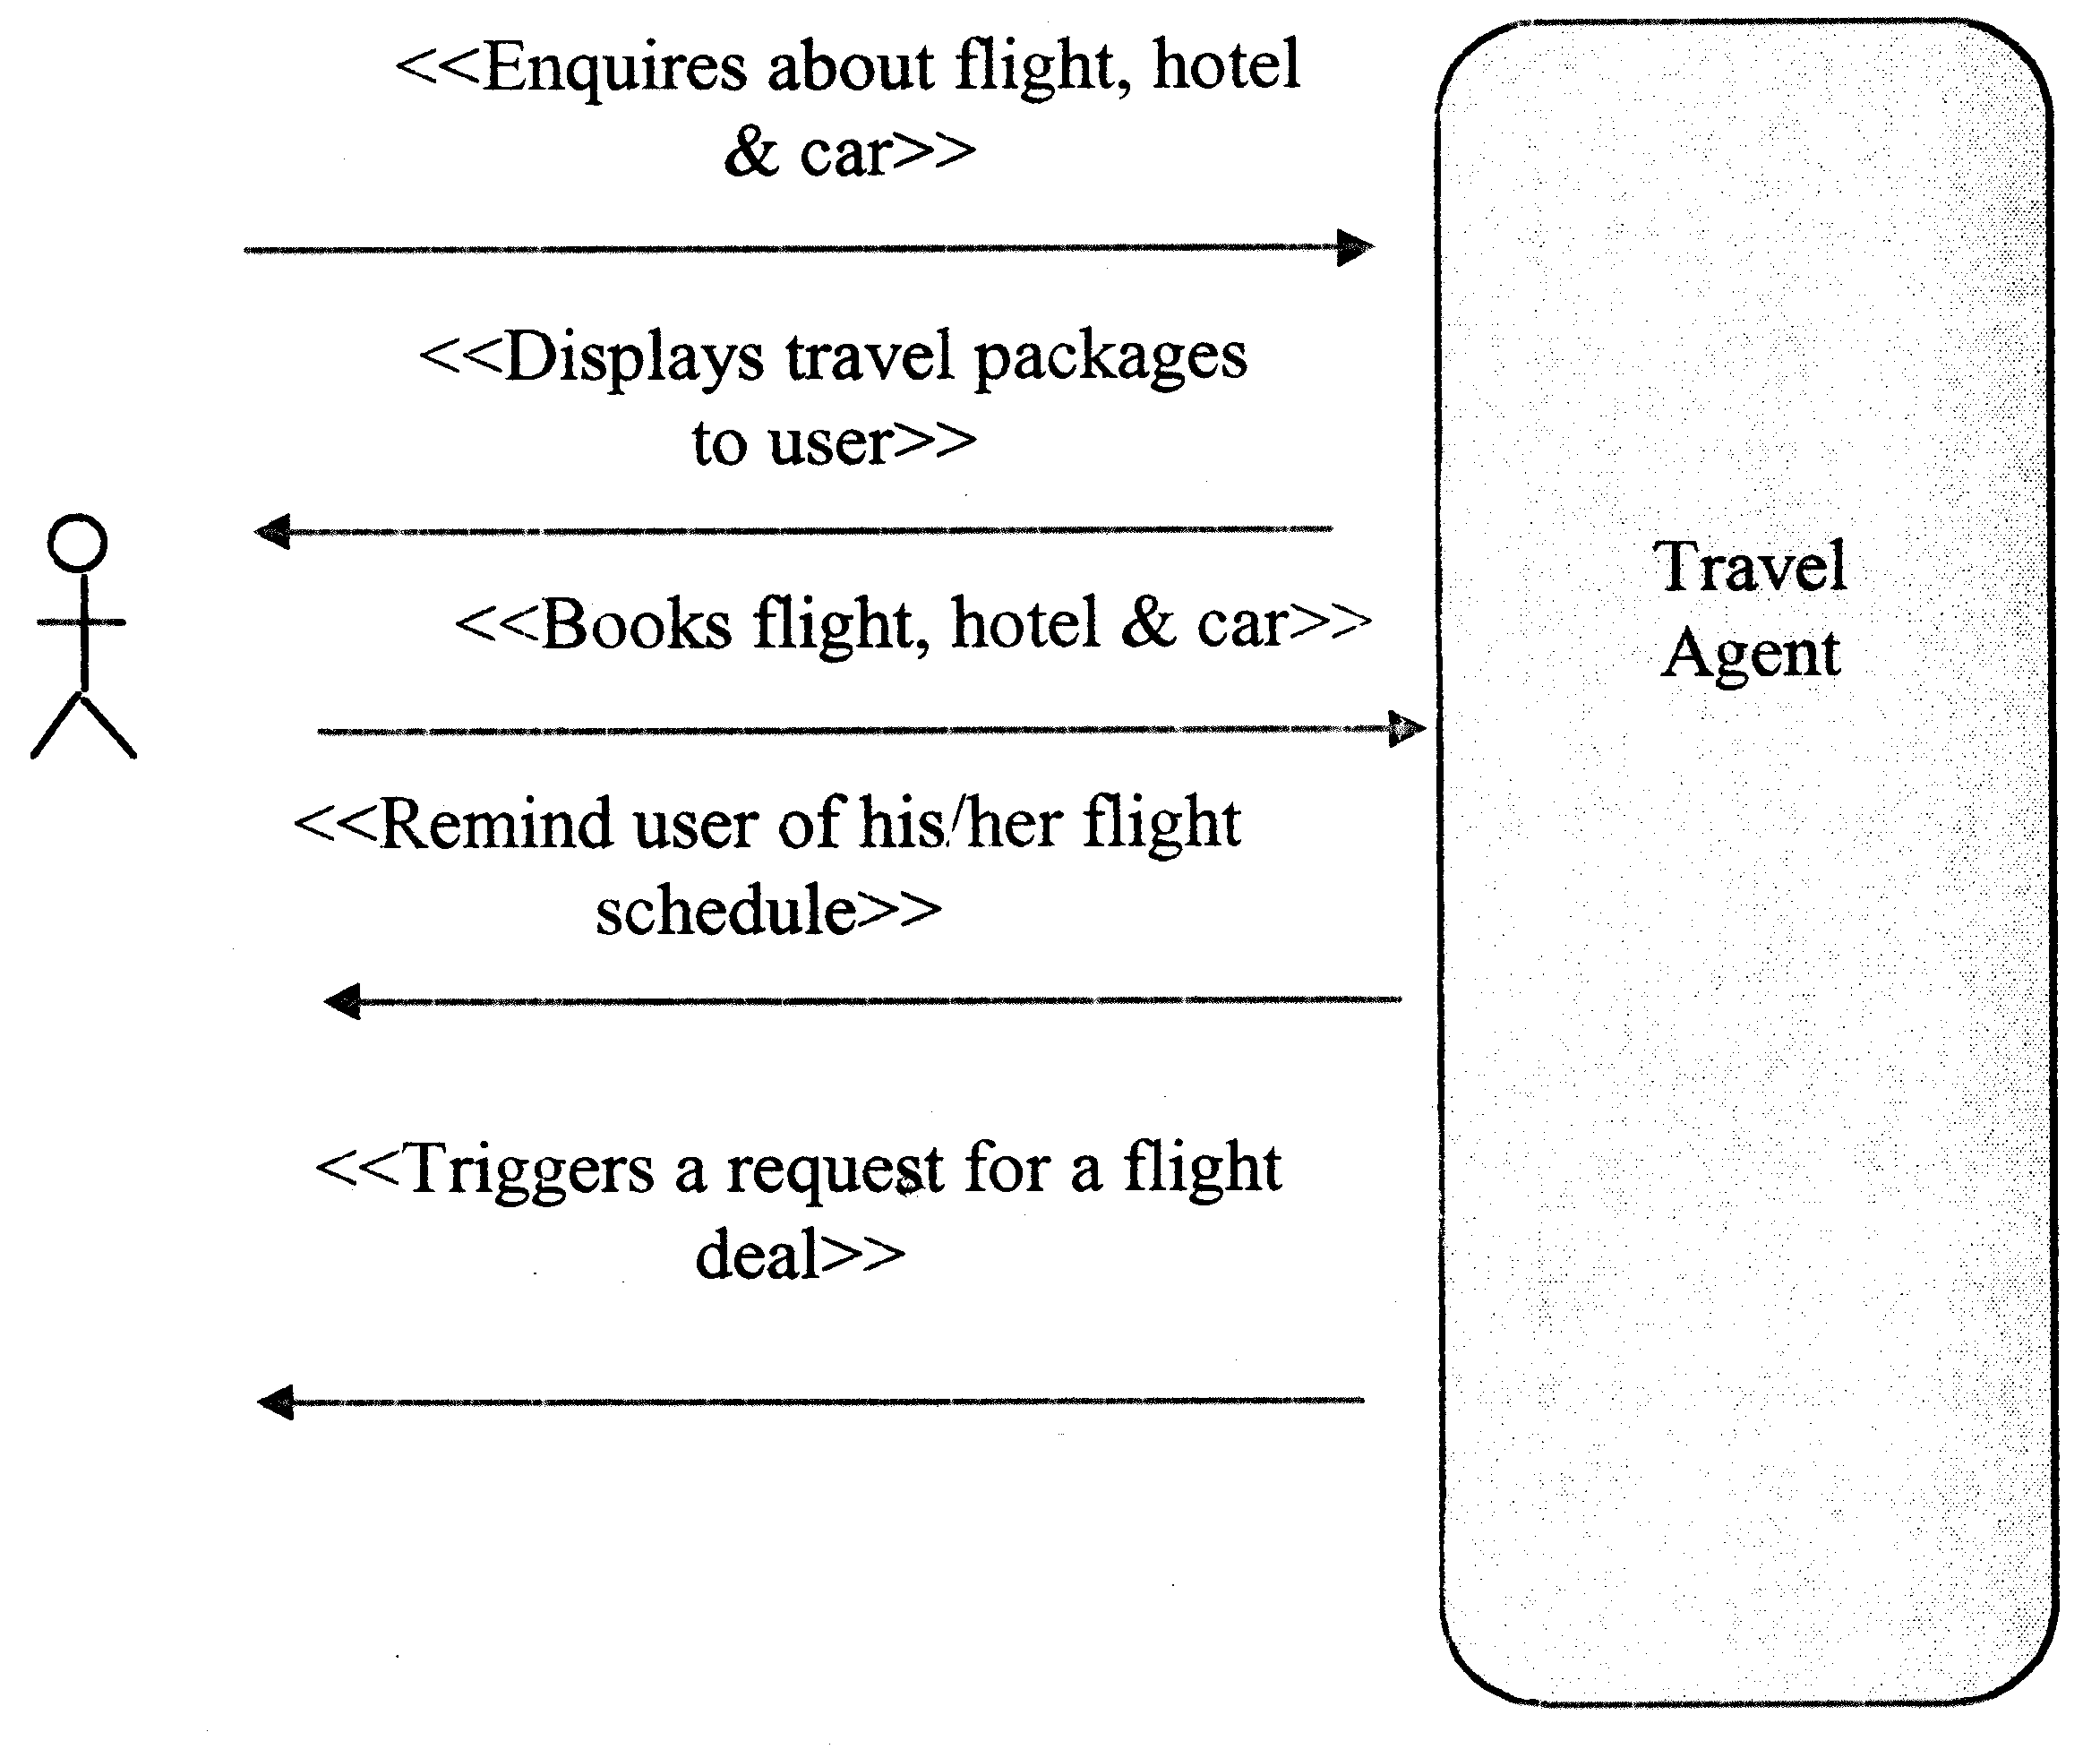 <<Enquires about flight, hotel
& car>>
<<Displays travel packages
to user>>
<<Books flight, hotel & car>>
<<Remind user of his/her flight
schedule>>
<<Triggers a request for a flight
deal>>
Travel
Agent